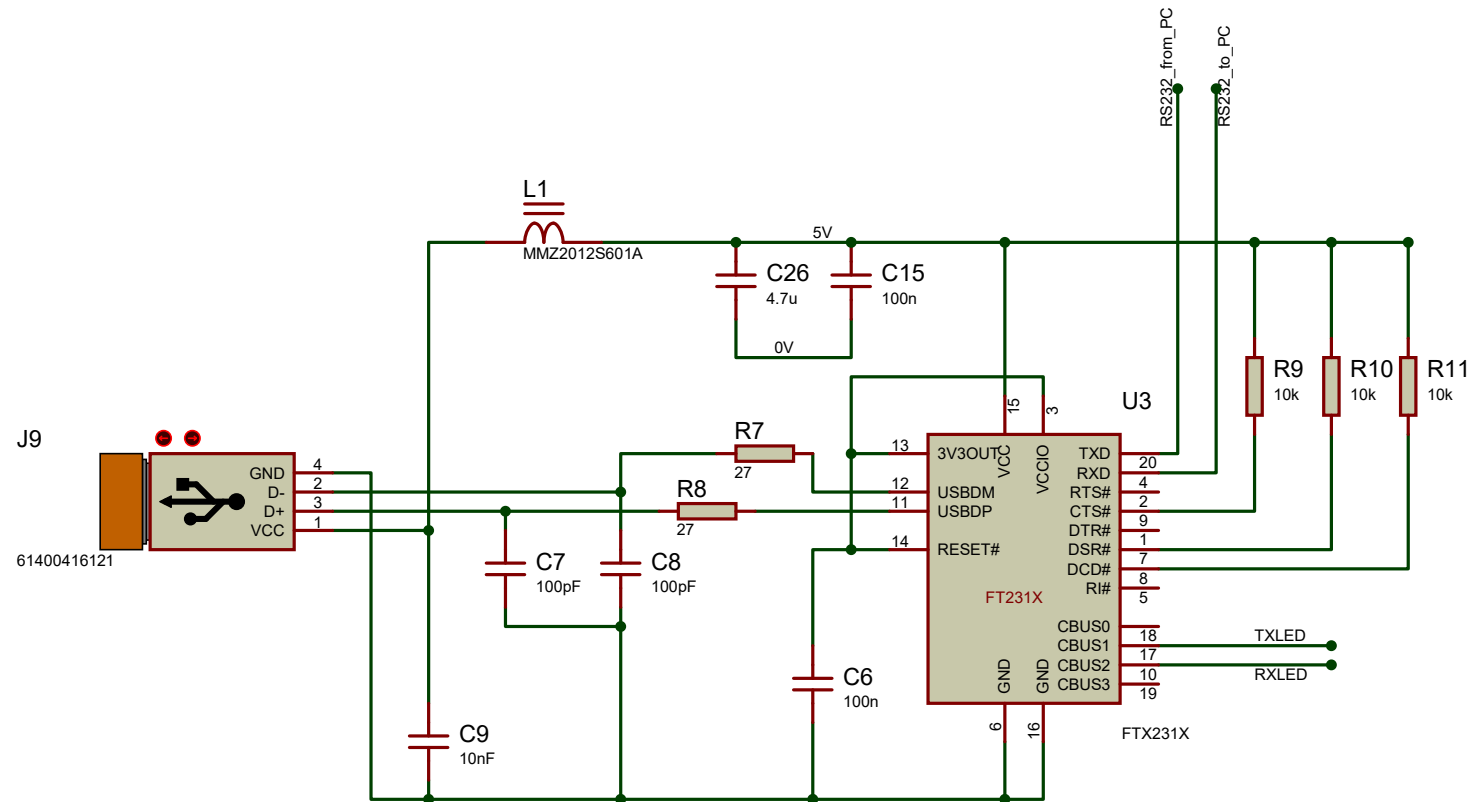 RS232_from_PC
RS232_to_PC
L1
MMZ2012S601A
5V
C26
4.7u
C15
100n
0V
R9
10k
R10
10k
R11
10k
U3
J9
GND
D-
D+
VCC
4
2
3
1
61400416121
R7
27
R8
27
C7
100pF
C8
100pF
C9
10nF
C6
100n
13
12
11
14
3V3OUT
USBDM
USBDP
RESET#
15
3
VCC
VCCIO
FT231X
TXD
RXD
RTS#
CTS#
DTR#
DSR#
DCD#
RI#
CBUS0
CBUS1
CBUS2
CBUS3
20
4
2
9
1
7
8
5
18
17
10
19
GND
GND
6
16
TXLED
RXLED
FTX231X